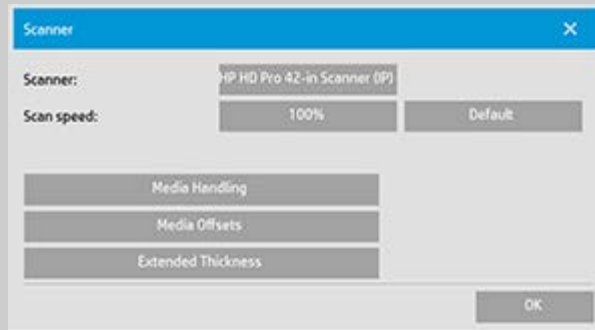 Scanner
Scanner: HP HD Pro 42-in Scanner (IP)
Scan speed: 100% Default
Media Handling
Media Offsets
Extended Thickness
OK